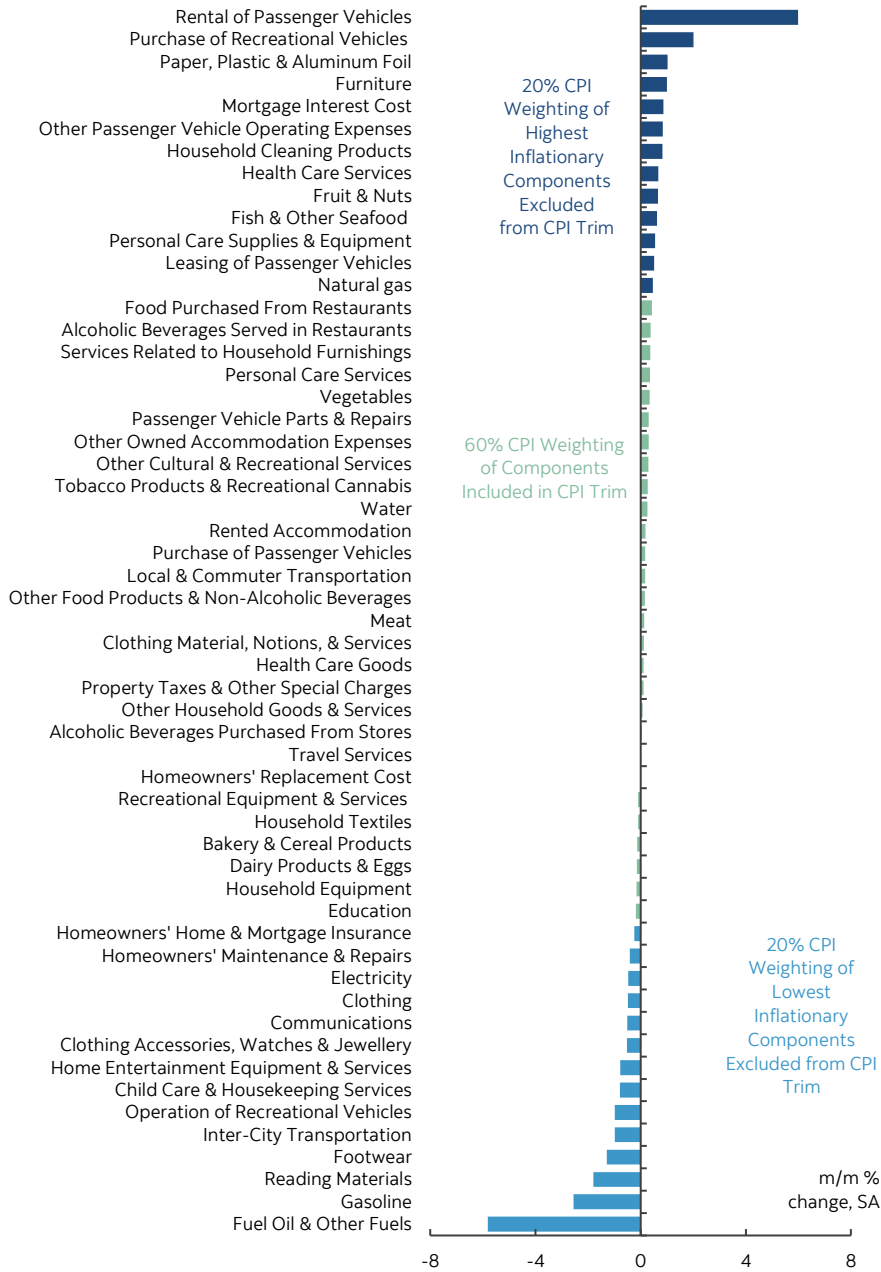 Rental of Passenger Vehicles
Purchase of Recreational Vehicles
Paper, Plastic & Aluminum Foil
Furniture
Mortgage Interest Cost
Other Passenger Vehicle Operating Expenses
Household Cleaning Products
Health Care Services
Fruit & Nuts
Fish & Other Seafood
Personal Care Supplies & Equipment
Leasing of Passenger Vehicles
Natural gas
Food Purchased From Restaurants
Alcoholic Beverages Served in Restaurants
Services Related to Household Furnishings
Personal Care Services
Vegetables
Passenger Vehicle Parts & Repairs
Other Owned Accommodation Expenses
Other Cultural & Recreational Services
Tobacco Products & Recreational Cannabis
Water
Rented Accommodation
Purchase of Passenger Vehicles
Local & Commuter Transportation
Other Food Products & Non-Alcoholic Beverages
Meat
Clothing Material, Notions, & Services
Health Care Goods
Property Taxes & Other Special Charges
Other Household Goods & Services
Alcoholic Beverages Purchased From Stores
Travel Services
Homeowners' Replacement Cost
Recreational Equipment & Services
Household Textiles
Bakery & Cereal Products
Dairy Products & Eggs
Household Equipment
Education
Homeowners' Home & Mortgage Insurance
Homeowners' Maintenance & Repairs
Electricity
Clothing
Communications
Clothing Accessories, Watches & Jewellery
Home Entertainment Equipment & Services
Child Care & Housekeeping Services
Operation of Recreational Vehicles
Inter-City Transportation
Footwear
Reading Materials
Gasoline
Fuel Oil & Other Fuels
20% CPI
Weighting of
Highest
Inflationary
Components
Excluded
from CPI Trim
60% CPI Weighting
of Components
Included in CPI Trim
20% CPI
Weighting of
Lowest
Inflationary
Components
Excluded from CPI
Trim
m/m %
change, SA
-8 -4 0 4 8